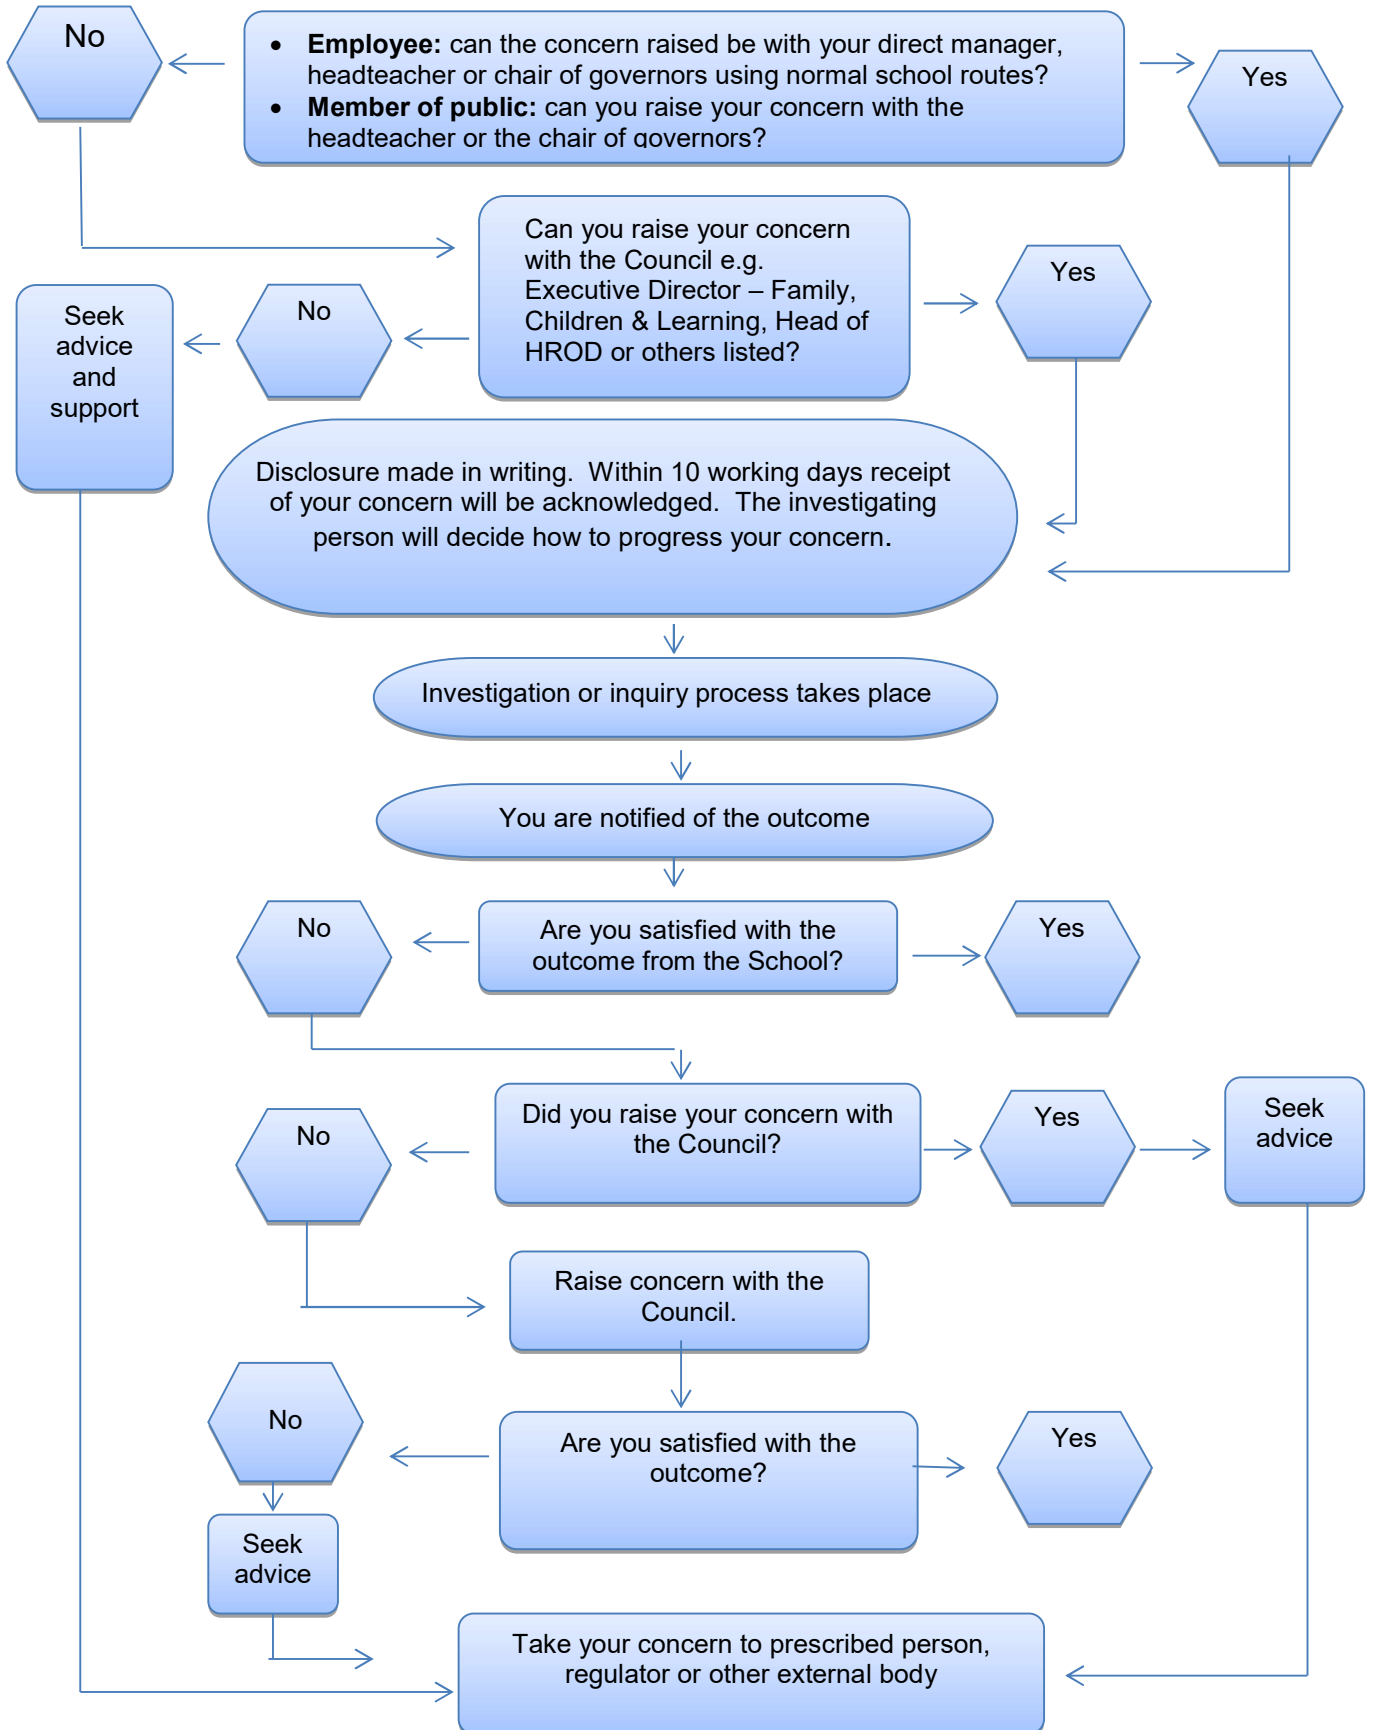 No
• Employee: can the concern raised be with your direct manager,
headteacher or chair of governors using normal school routes?
• Member of public: can you raise your concern with the
headteacher or the chair of governors?
Yes
Can you raise your concern
with the Council e.g.
Executive Director – Family,
Children & Learning, Head of
HROD or others listed?
Yes
No
Seek
advice
and
support
Disclosure made in writing.  Within 10 working days receipt
of your concern will be acknowledged.  The investigating
person will decide how to progress your concern.
Investigation or inquiry process takes place
You are notified of the outcome
No
Are you satisfied with the
outcome from the School?
Yes
No
Did you raise your concern with
the Council?
Yes
Seek
advice
Raise concern with the
Council.
No
Are you satisfied with the
outcome?
Yes
Seek
advice
Take your concern to prescribed person,
regulator or other external body